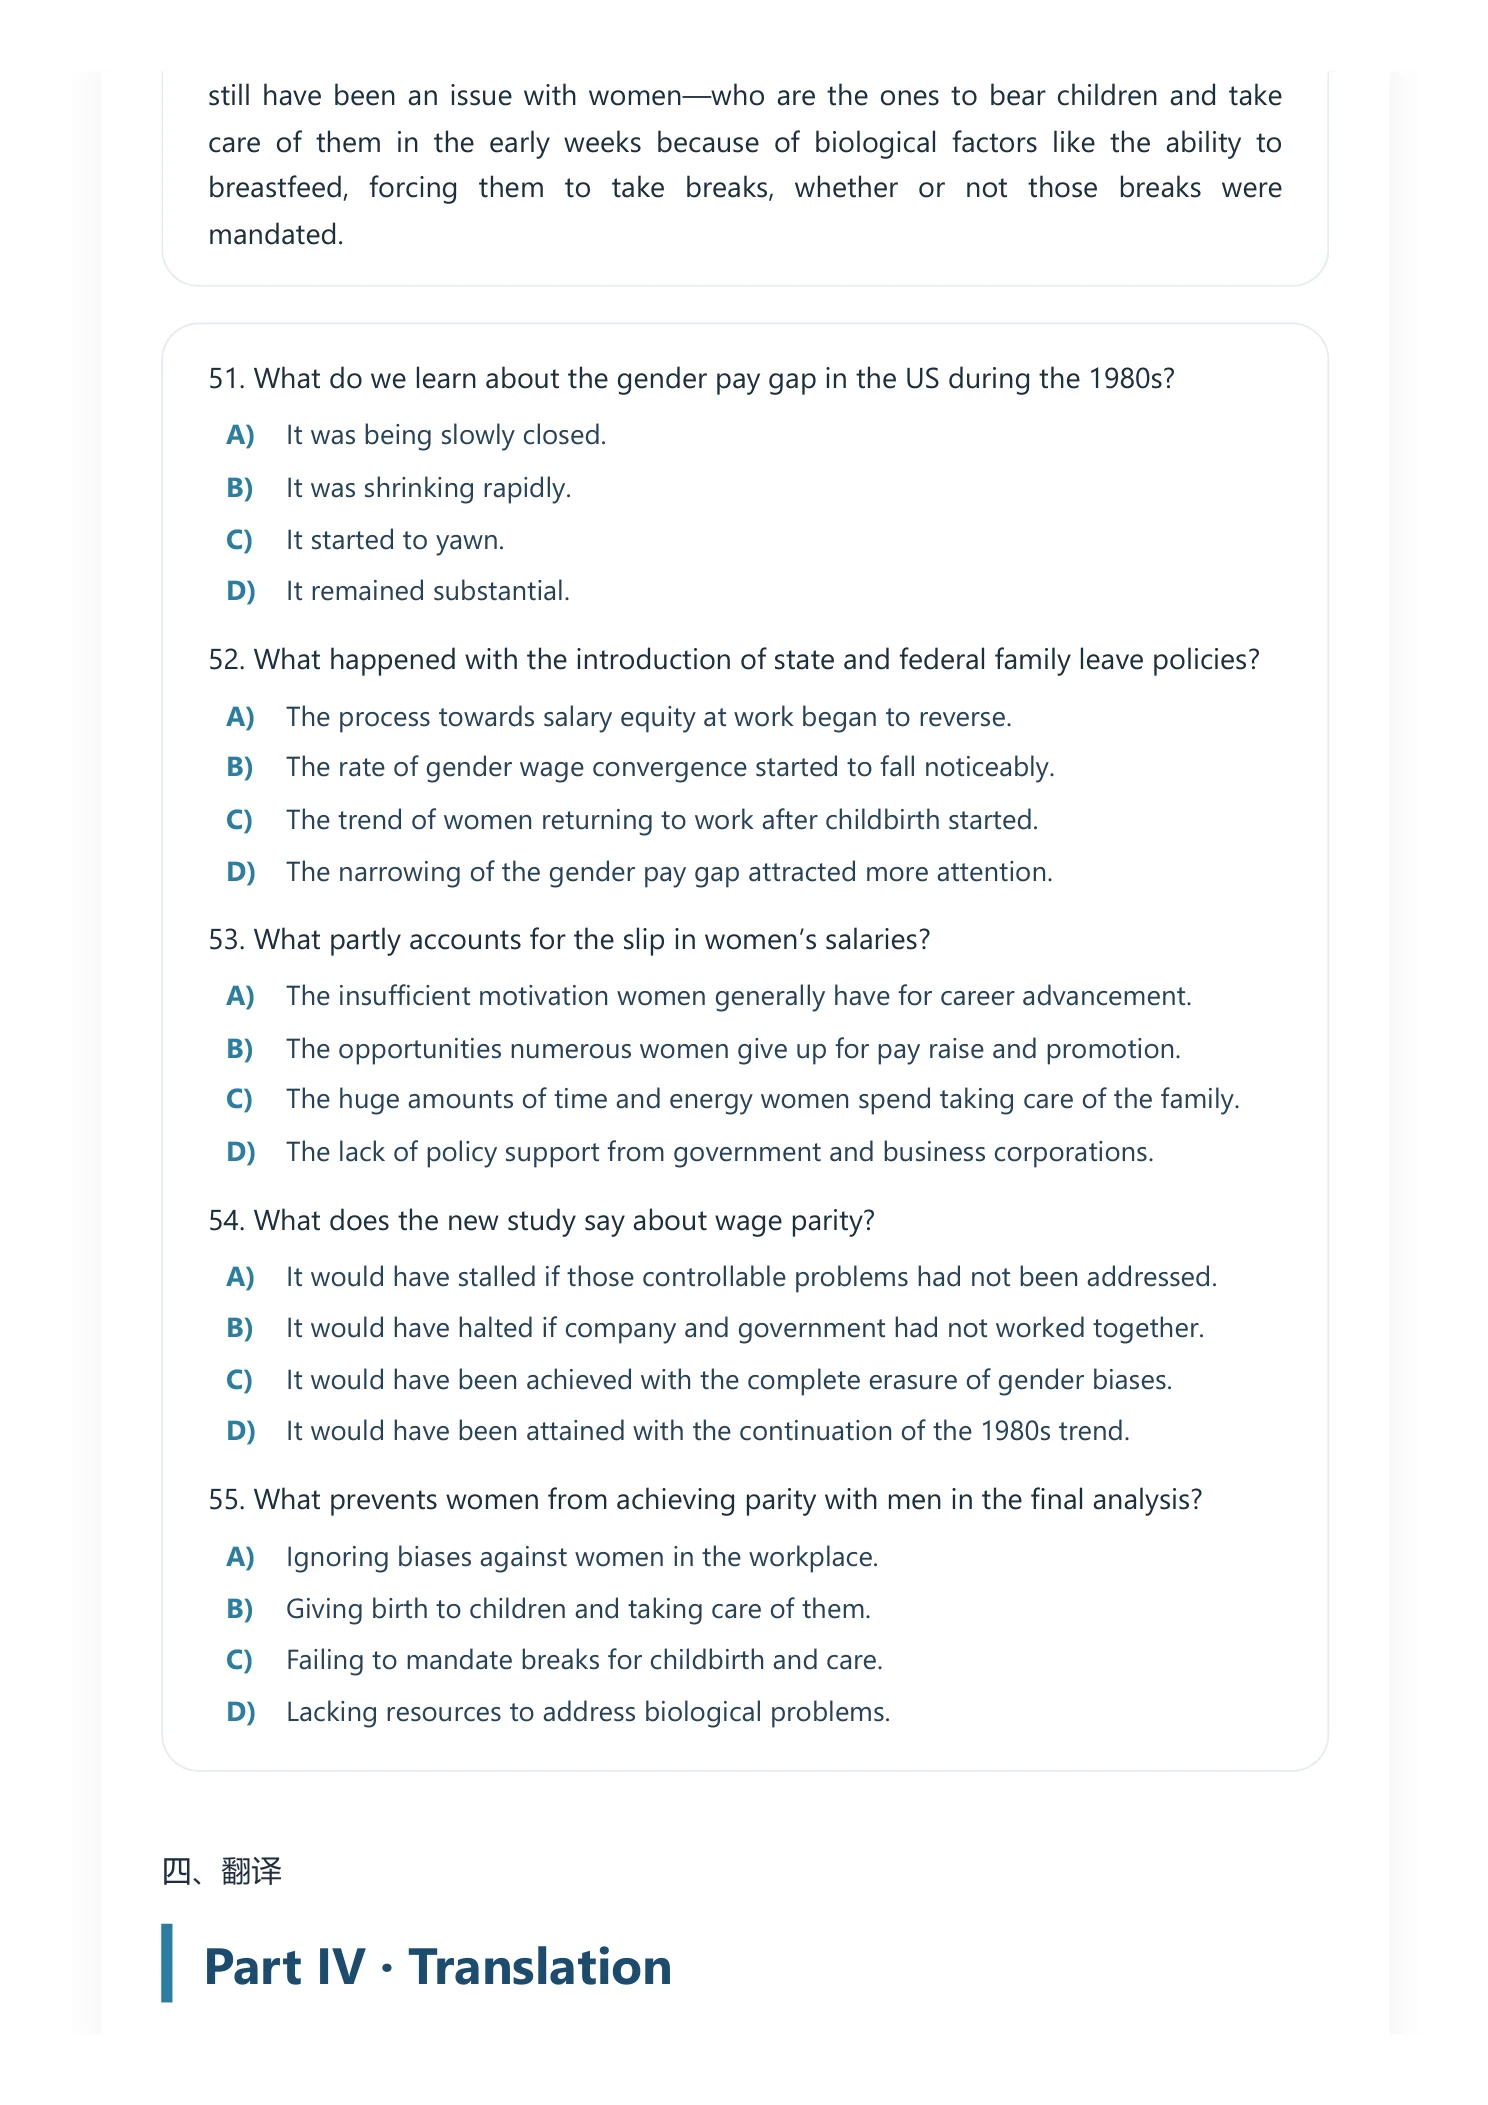 still have been an issue with women—who are the ones to bear children and take
care of them in the early weeks because of biological factors like the ability to
breastfeed, forcing them to take breaks, whether or not those breaks were
mandated.
51. What do we learn about the gender pay gap in the US during the 1980s?
A) It was being slowly closed.
B) It was shrinking rapidly.
C) It started to yawn.
D) It remained substantial.
52. What happened with the introduction of state and federal family leave policies?
A) The process towards salary equity at work began to reverse.
B) The rate of gender wage convergence started to fall noticeably.
C) The trend of women returning to work after childbirth started.
D) The narrowing of the gender pay gap attracted more attention.
53. What partly accounts for the slip in women’s salaries?
A) The insufficient motivation women generally have for career advancement.
B) The opportunities numerous women give up for pay raise and promotion.
C) The huge amounts of time and energy women spend taking care of the family.
D) The lack of policy support from government and business corporations.
54. What does the new study say about wage parity?
A) It would have stalled if those controllable problems had not been addressed.
B) It would have halted if company and government had not worked together.
C) It would have been achieved with the complete erasure of gender biases.
D) It would have been attained with the continuation of the 1980s trend.
55. What prevents women from achieving parity with men in the final analysis?
A) Ignoring biases against women in the workplace.
B) Giving birth to children and taking care of them.
C) Failing to mandate breaks for childbirth and care.
D) Lacking resources to address biological problems.
四、翻译
Part IV · Translation